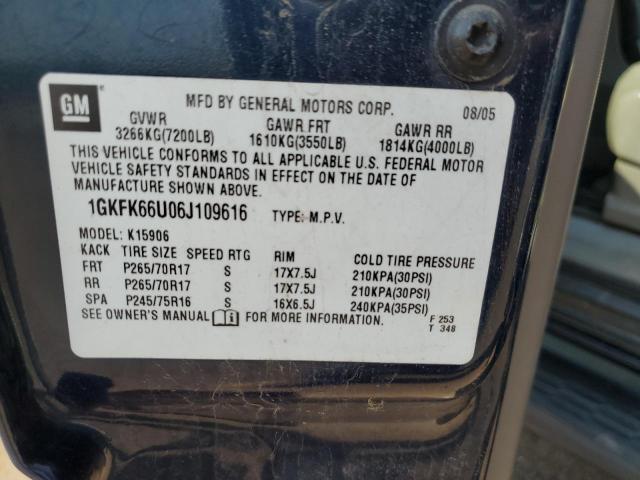 GM
MFD BY GENERAL MOTORS CORP. 08/05
GVWR GAWR FRT GAWR RR
3266KG(7200LB) 1610KG(3550LB) 1814KG(4000LB)
THIS VEHICLE CONFORMS TO ALL APPLICABLE U.S. FEDERAL MOTOR
VEHICLE SAFETY STANDARDS IN EFFECT ON THE DATE OF
MANUFACTURE SHOWN ABOVE.
1GKFK66U06J109616 TYPE: M.P.V.
MODEL: K15906
KACK TIRE SIZE SPEED RTG RIM COLD TIRE PRESSURE
FRT P265/70R17 S 17X7.5J 210KPA(30PSI)
RR P265/70R17 S 17X7.5J 210KPA(30PSI)
SPA P245/75R16 S 16X6.5J 240KPA(35PSI)
SEE OWNER'S MANUAL FOR MORE INFORMATION. F 253
T 348